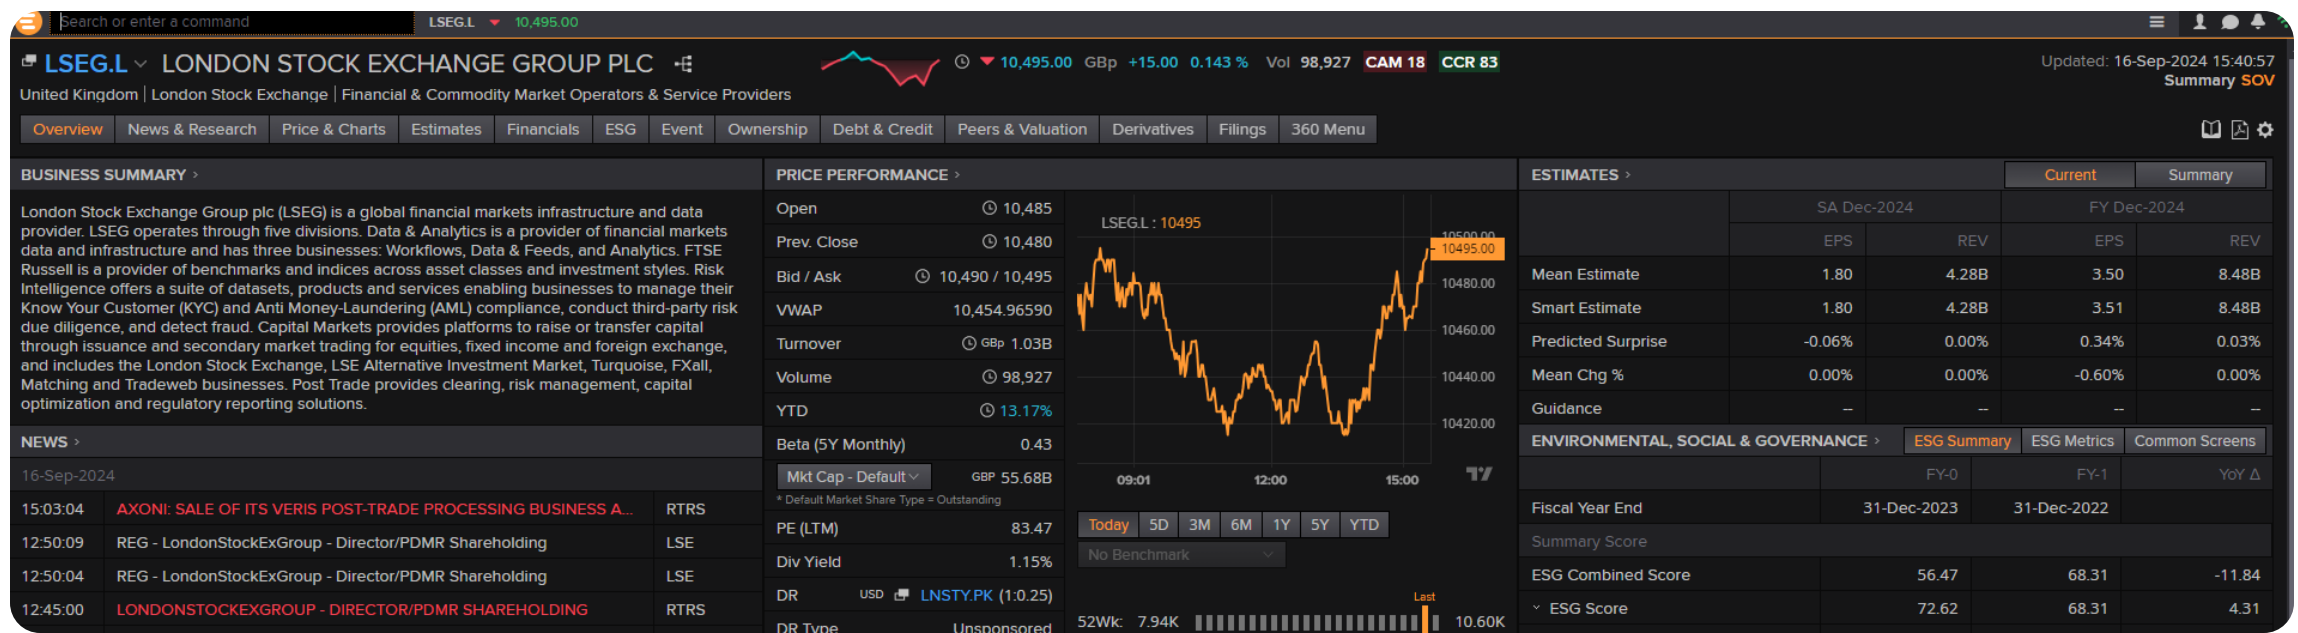 Search or enter a command
LSEG.L 10,495.00
LSEG.L LONDON STOCK EXCHANGE GROUP PLC
10,495.00 GBp +15.00 0.143 % Vol 98,927 CAM 18 CCR 83
Updated: 16-Sep-2024 15:40:57
Summary SOV
United Kingdom | London Stock Exchange | Financial & Commodity Market Operators & Service Providers
Overview News & Research Price & Charts Estimates Financials ESG Event Ownership Debt & Credit Peers & Valuation Derivatives Filings 360 Menu
BUSINESS SUMMARY
London Stock Exchange Group plc (LSEG) is a global financial markets infrastructure and data
provider. LSEG operates through five divisions. Data & Analytics is a provider of financial markets
data and infrastructure and has three businesses: Workflows, Data & Feeds, and Analytics. FTSE
Russell is a provider of benchmarks and indices across asset classes and investment styles. Risk
Intelligence offers a suite of datasets, products and services enabling businesses to manage their
Know Your Customer (KYC) and Anti Money-Laundering (AML) compliance, conduct third-party risk
due diligence, and detect fraud. Capital Markets provides platforms to raise or transfer capital
through issuance and secondary market trading for equities, fixed income and foreign exchange,
and includes the London Stock Exchange, LSE Alternative Investment Market, Turquoise, FXall,
Matching and Tradeweb businesses. Post Trade provides clearing, risk management, capital
optimization and regulatory reporting solutions.
NEWS
16-Sep-2024
15:03:04 AXONI: SALE OF ITS VERIS POST-TRADE PROCESSING BUSINESS A... RTRS
12:50:09 REG - LondonStockExGroup - Director/PDMR Shareholding LSE
12:50:04 REG - LondonStockExGroup - Director/PDMR Shareholding LSE
12:45:00 LONDONSTOCKEXGROUP - DIRECTOR/PDMR SHAREHOLDING RTRS
PRICE PERFORMANCE
Open 10,485
Prev. Close 10,480
Bid / Ask 10,490 / 10,495
VWAP 10,454.96590
Turnover GBp 1.03B
Volume 98,927
YTD 13.17%
Beta (5Y Monthly) 0.43
Mkt Cap - Default GBP 55.68B
* Default Market Share Type = Outstanding
PE (LTM) 83.47
Div Yield 1.15%
DR USD LNSTY.PK (1:0.25)
DR Type Unsponsored
LSEG.L : 10495
10500.00
10495.00
10480.00
10460.00
10440.00
10420.00
09:01 12:00 15:00
Today 5D 3M 6M 1Y 5Y YTD
No Benchmark
Last
52Wk: 7.94K 10.60K
ESTIMATES Current Summary
SA Dec-2024 FY Dec-2024
EPS REV EPS REV
Mean Estimate 1.80 4.28B 3.50 8.48B
Smart Estimate 1.80 4.28B 3.51 8.48B
Predicted Surprise -0.06% 0.00% 0.34% 0.03%
Mean Chg % 0.00% 0.00% -0.60% 0.00%
Guidance -- -- -- --
ENVIRONMENTAL, SOCIAL & GOVERNANCE ESG Summary ESG Metrics Common Screens
FY-0 FY-1 YoY Δ
Fiscal Year End 31-Dec-2023 31-Dec-2022
Summary Score
ESG Combined Score 56.47 68.31 -11.84
ESG Score 72.62 68.31 4.31